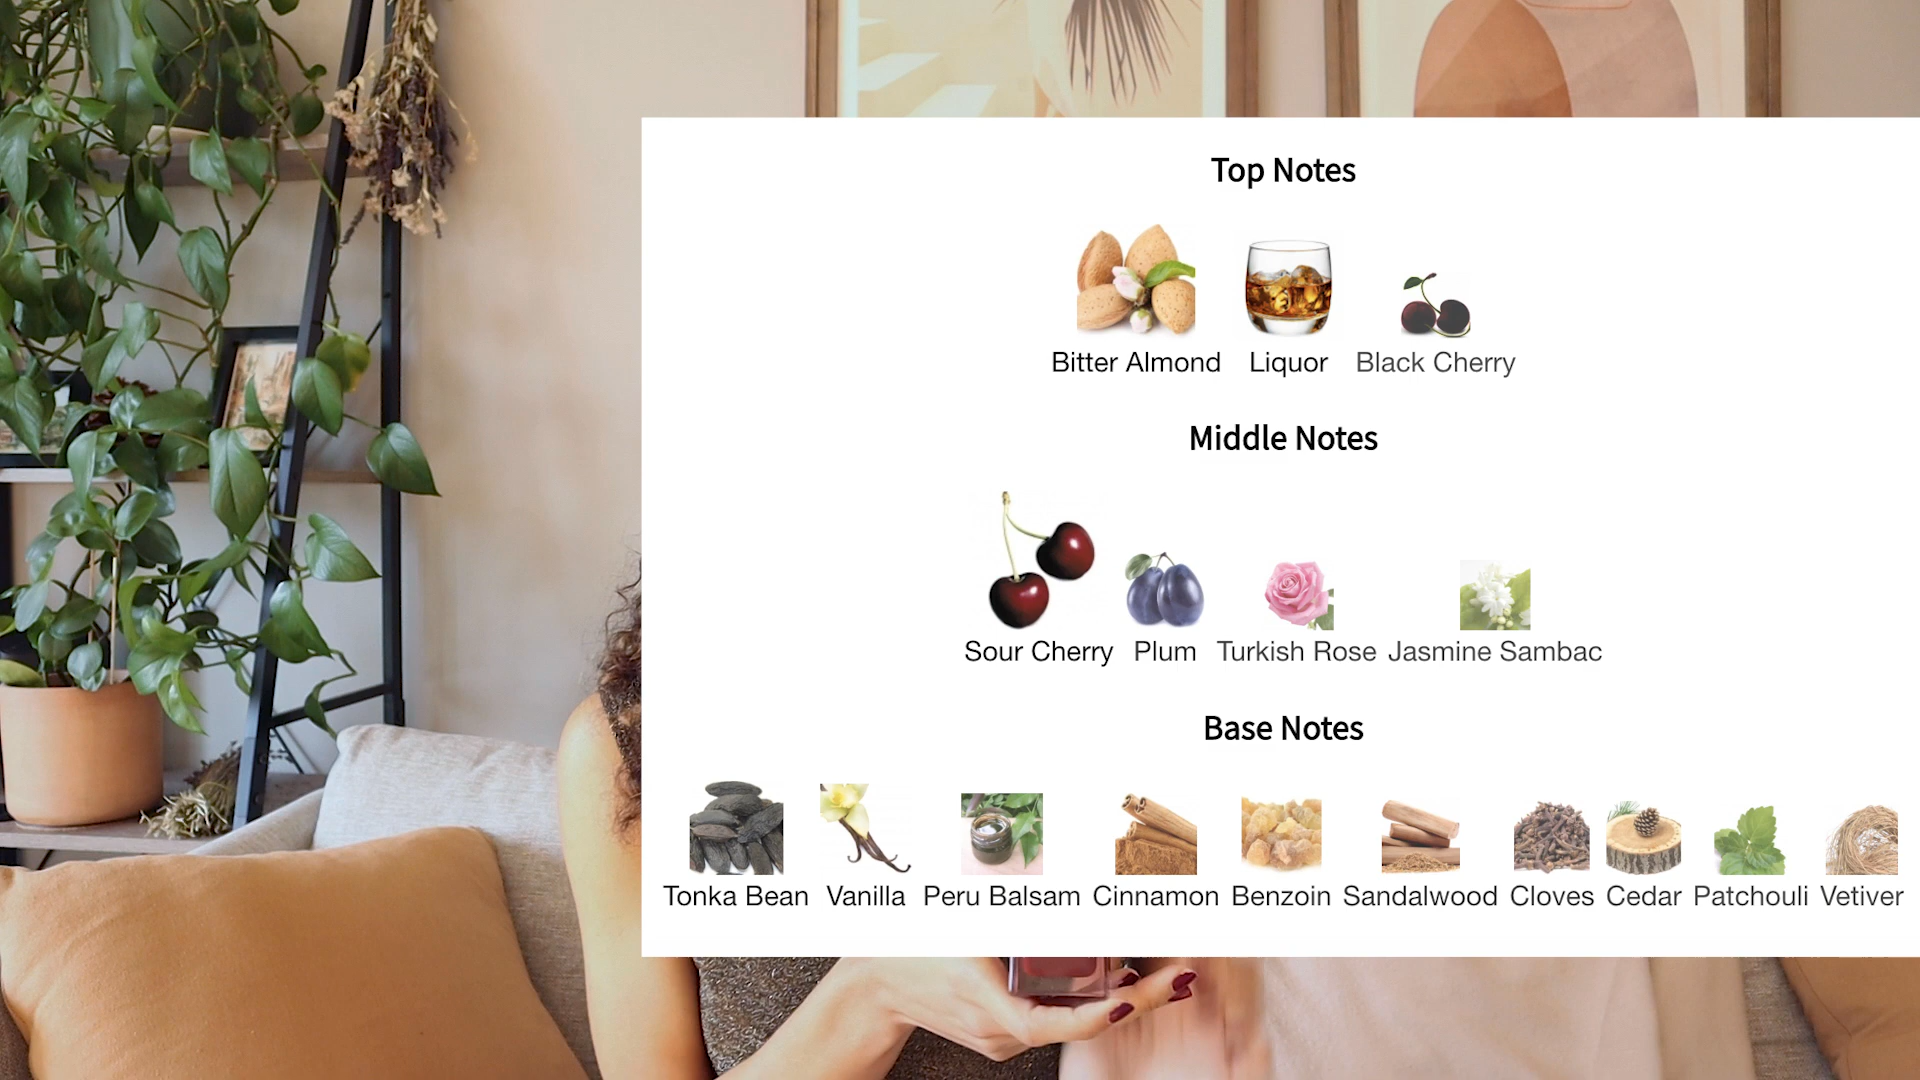 Top Notes
Bitter Almond Liquor Black Cherry
Middle Notes
Sour Cherry Plum Turkish Rose Jasmine Sambac
Base Notes
Tonka Bean Vanilla Peru Balsam Cinnamon Benzoin Sandalwood Cloves Cedar Patchouli Vetiver